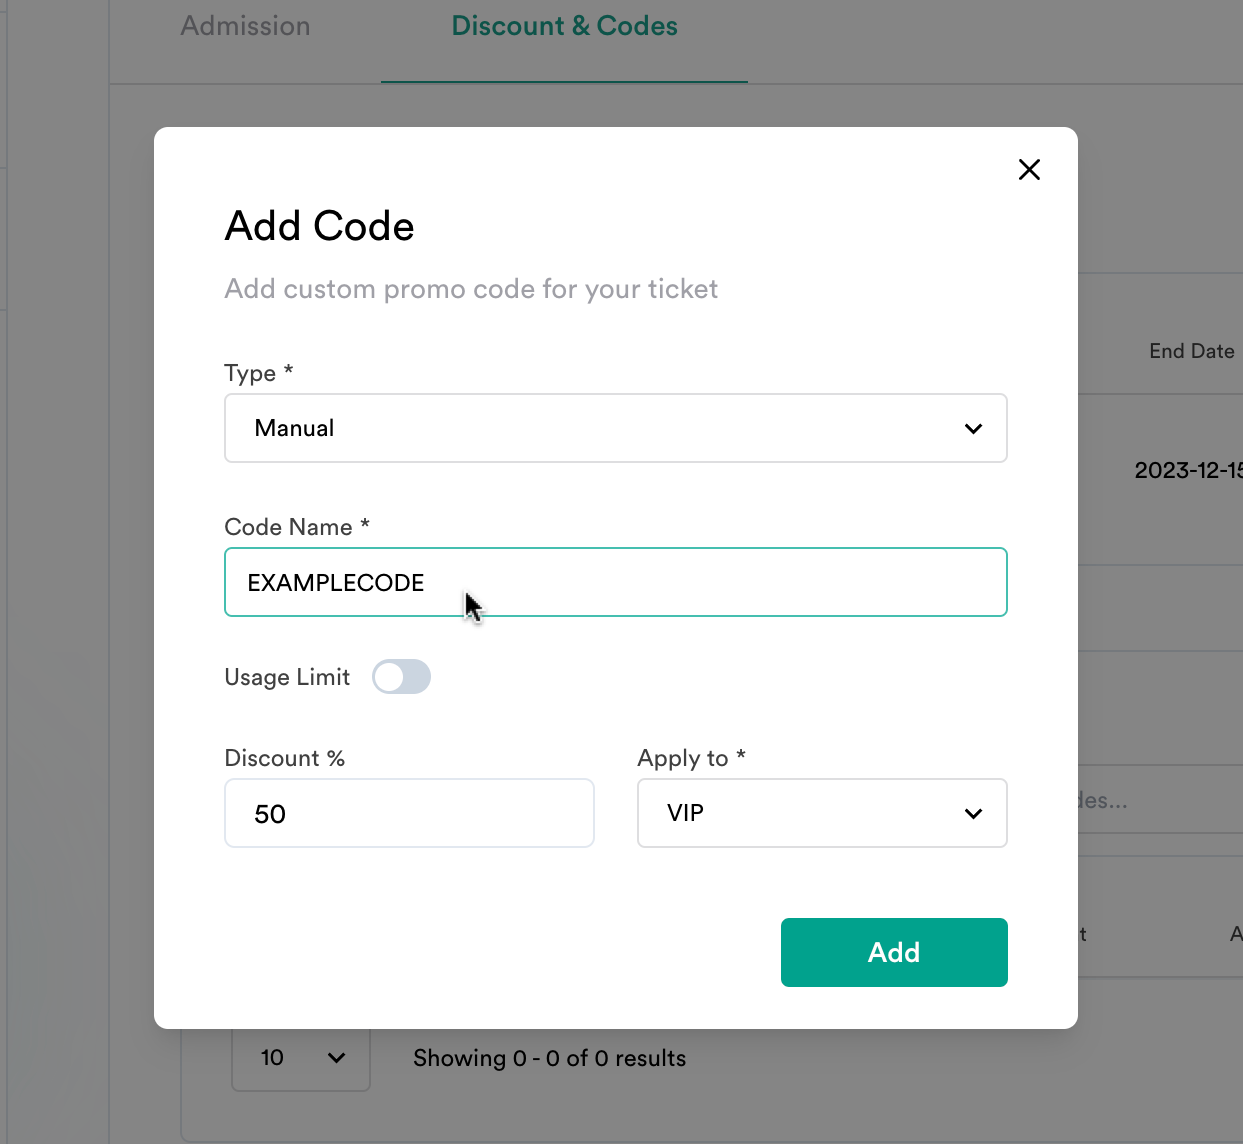 Admission
Discount & Codes
Add Code
Add custom promo code for your ticket
Type *
Manual
End Date
2023-12-15
Code Name *
EXAMPLECODE
Usage Limit
Discount %
Apply to *
50
VIP
Add
10
Showing 0 - 0 of 0 results